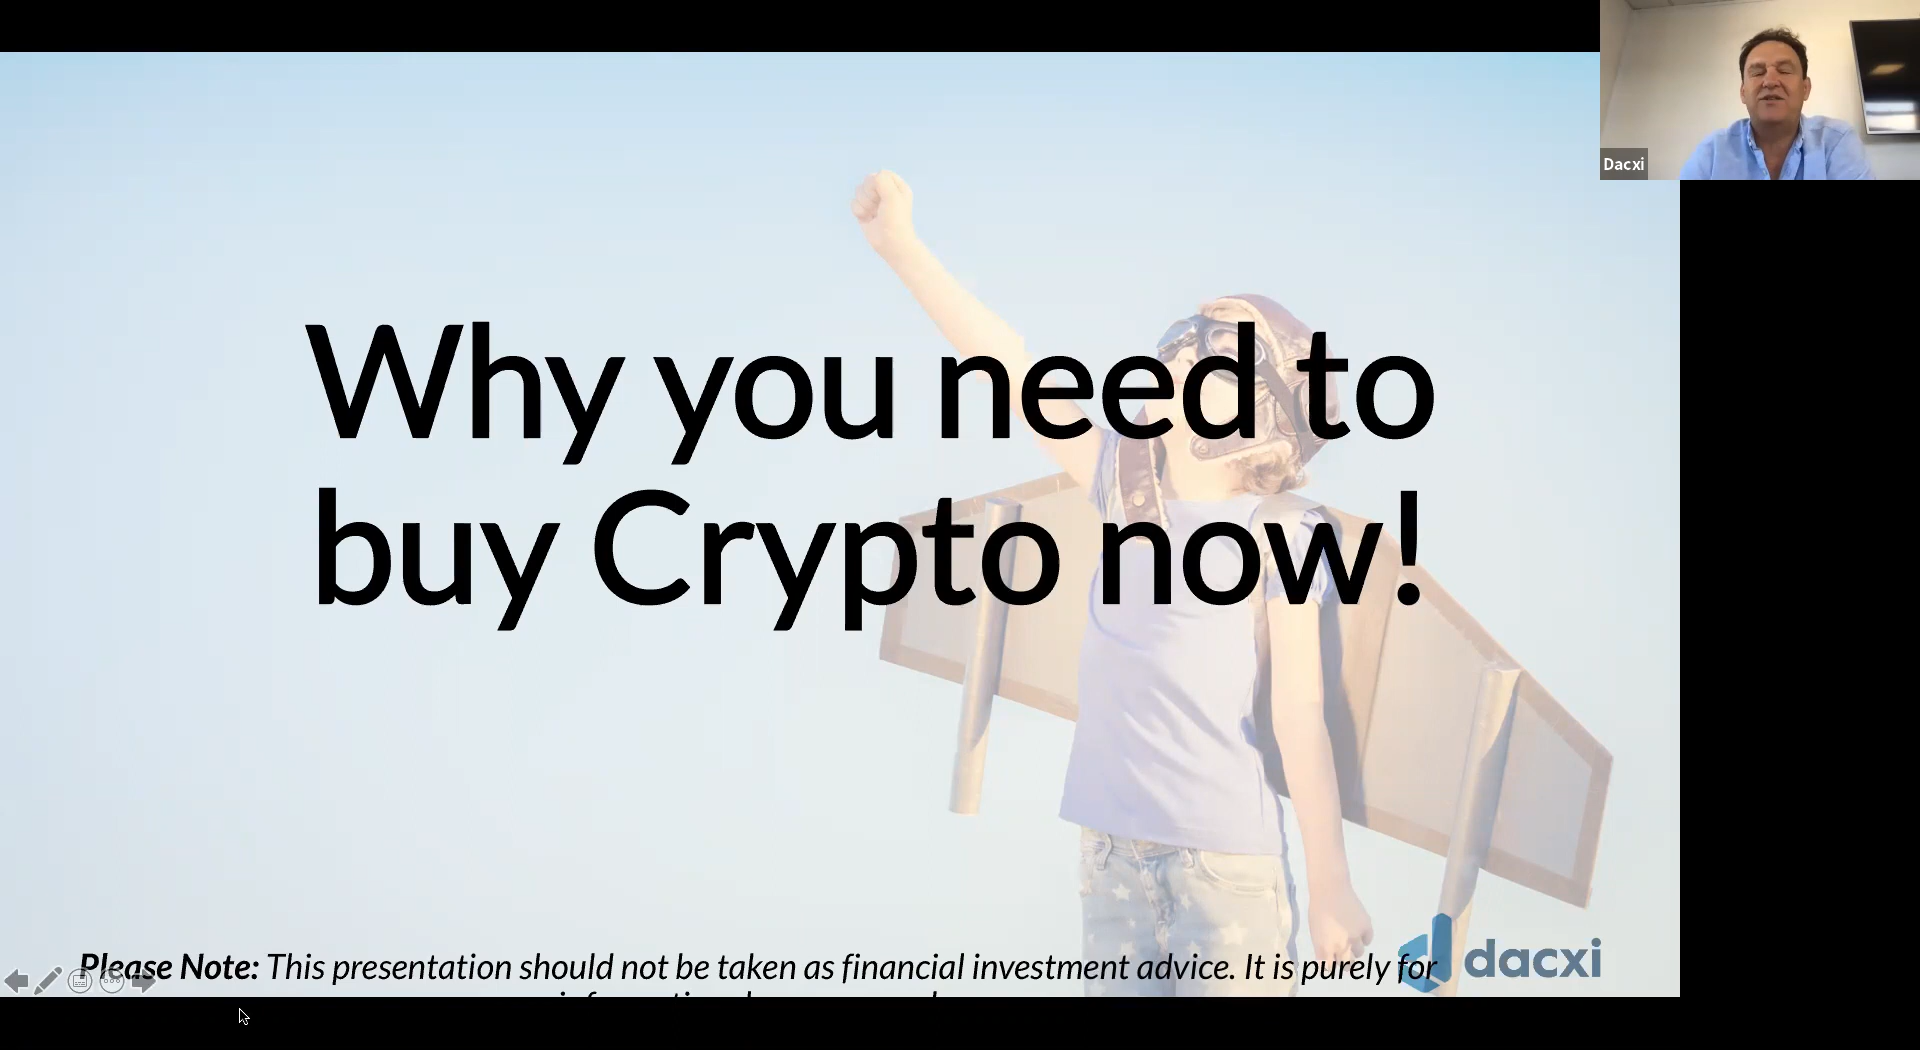 Dacxi
Why you need to
buy Crypto now!
Please Note: This presentation should not be taken as financial investment advice. It is purely for
dacxi